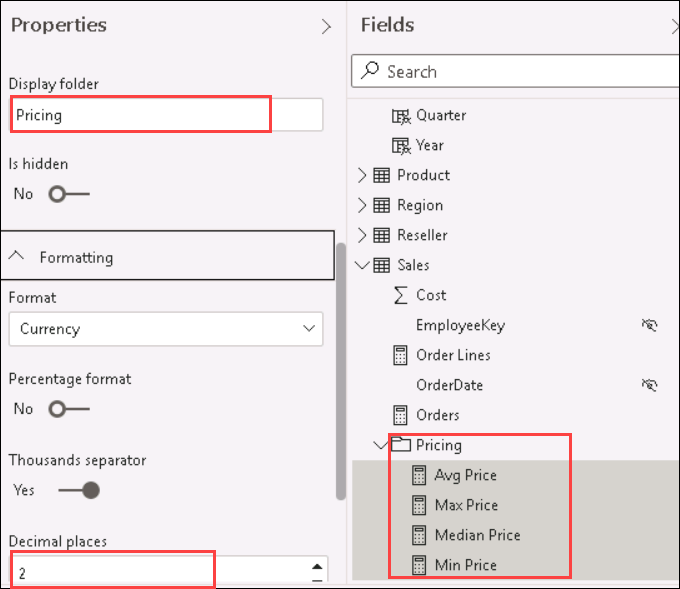 Properties
Display folder
Pricing
Is hidden
No
Formatting
Format
Currency
Percentage format
No
Thousands separator
Yes
Decimal places
2
Fields
Search
Quarter
Year
Product
Region
Reseller
Sales
Cost
EmployeeKey
Order Lines
OrderDate
Orders
Pricing
Avg Price
Max Price
Median Price
Min Price